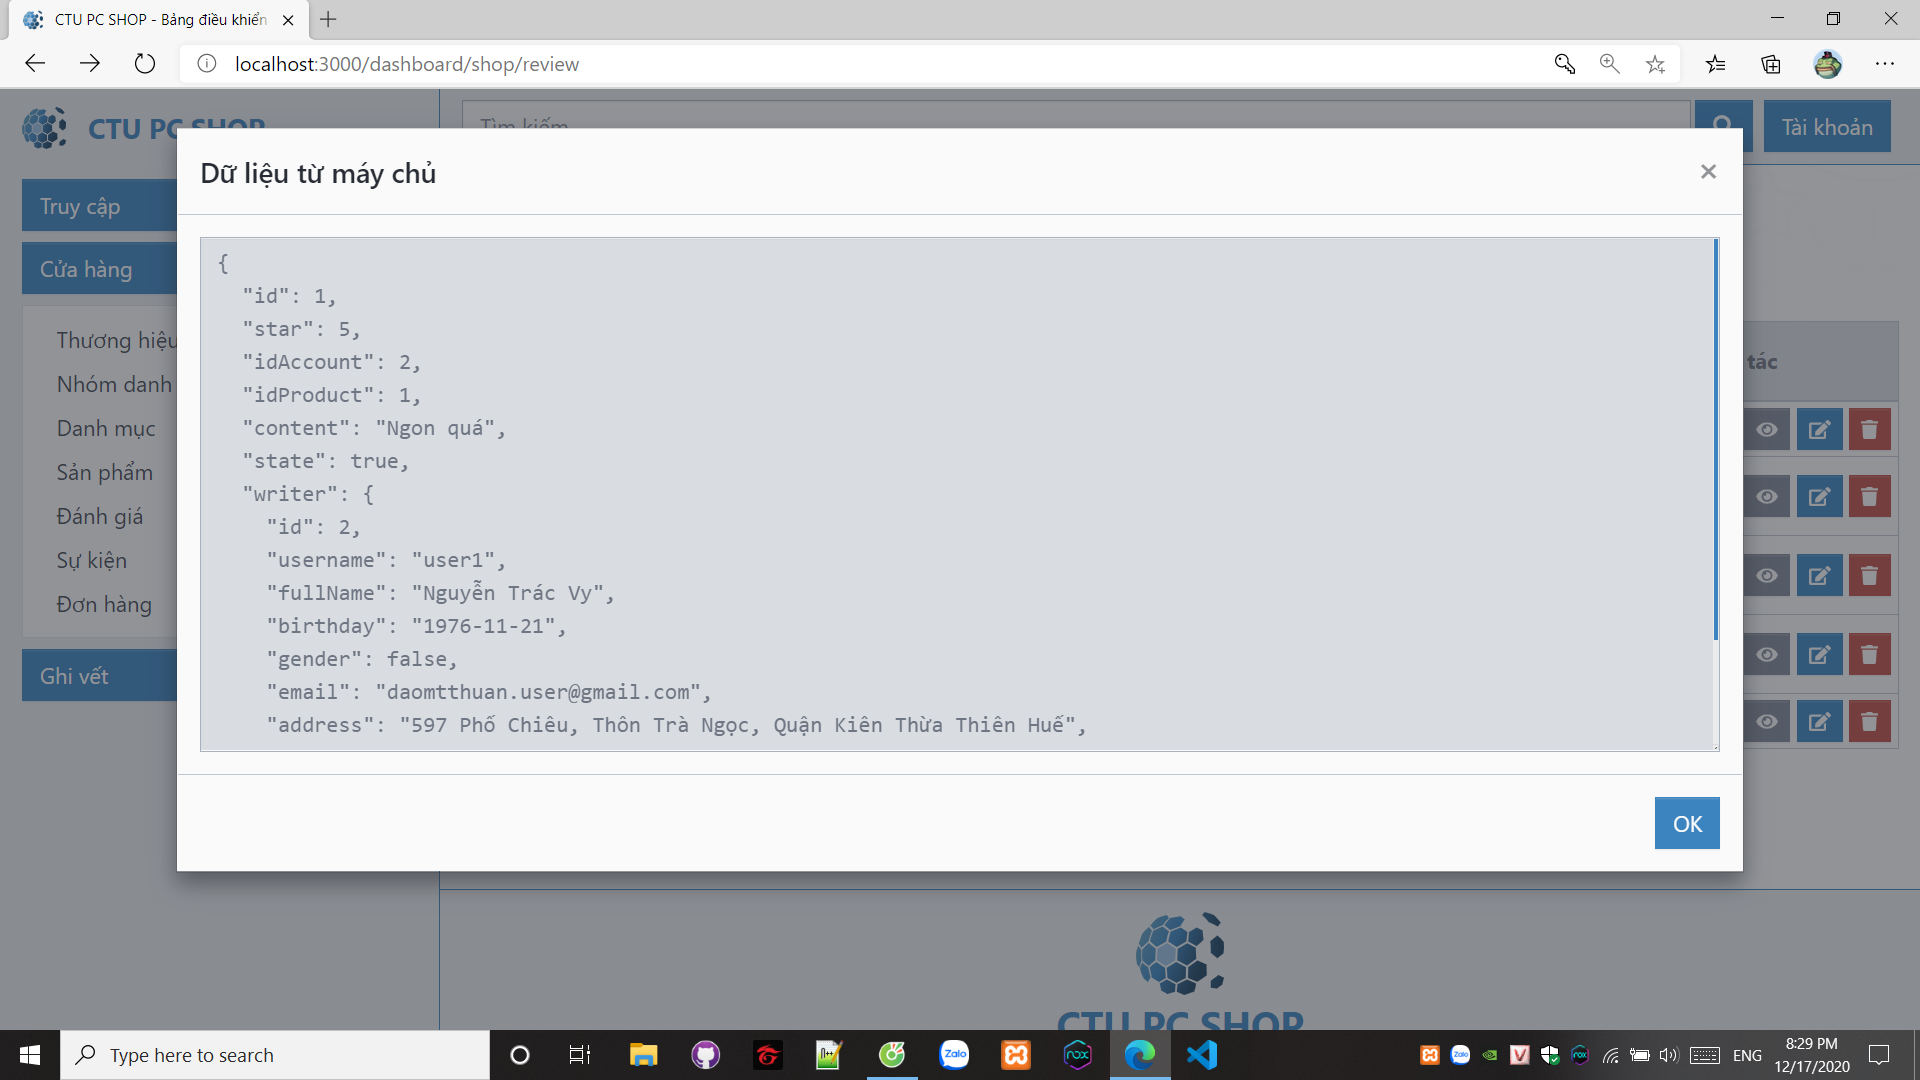 CTU PC SHOP - Bảng điều khiển
localhost:3000/dashboard/shop/review
CTU PC SHOP
Tìm kiếm
Tài khoản
Dữ liệu từ máy chủ
Truy cập
Cửa hàng
Thương hiệu
Nhóm danh
Danh mục
Sản phẩm
Đánh giá
Sự kiện
Đơn hàng
Ghi vết
{
"id": 1,
"star": 5,
"idAccount": 2,
"idProduct": 1,
"content": "Ngon quá",
"state": true,
"writer": {
"id": 2,
"username": "user1",
"fullName": "Nguyễn Trác Vy",
"birthday": "1976-11-21",
"gender": false,
"email": "daomtthuan.user@gmail.com",
"address": "597 Phố Chiêu, Thôn Trà Ngọc, Quận Kiên Thừa Thiên Huế",
tác
OK
CTU PC SHOP
Type here to search
Zalo
nox
ENG
8:29 PM
12/17/2020